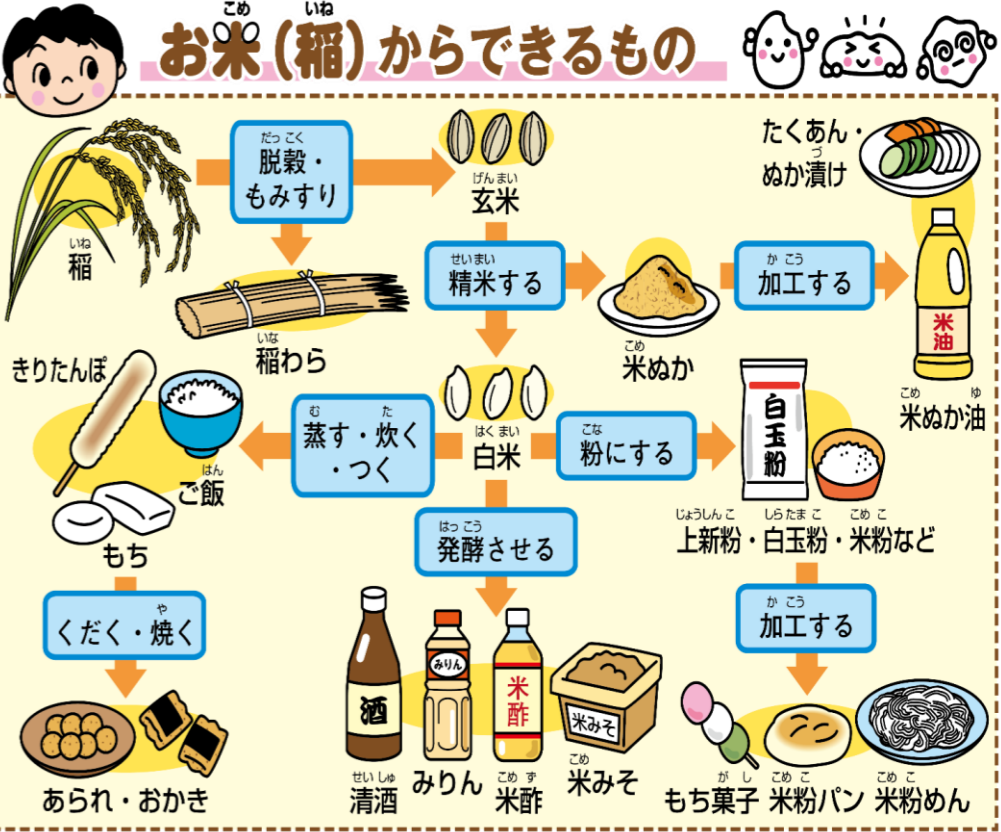 こめ いね
お米(稲)からできるもの
いね
稲
だっこく
脱穀・
もみすり
げんまい
玄米
たくあん・
づ
ぬか漬け
いな
稲わら
せいまい
精米する
こめ
米ぬか
かこう
加工する
米油
こめ ゆ
米ぬか油
はくまい
白米
む た
蒸す・炊く
・つく
きりたんぽ
はん
ご飯
もち
や
くだく・焼く
あられ・おかき
こな
粉にする
白玉粉
じょうしんこ しらたまこ こめこ
上新粉・白玉粉・米粉など
かこう
加工する
がし
もち菓子
こめこ
米粉パン
こめこ
米粉めん
はっこう
発酵させる
酒
みりん
米酢
米みそ
せいしゅ
清酒
みりん
こめず
米酢
こめ
米みそ